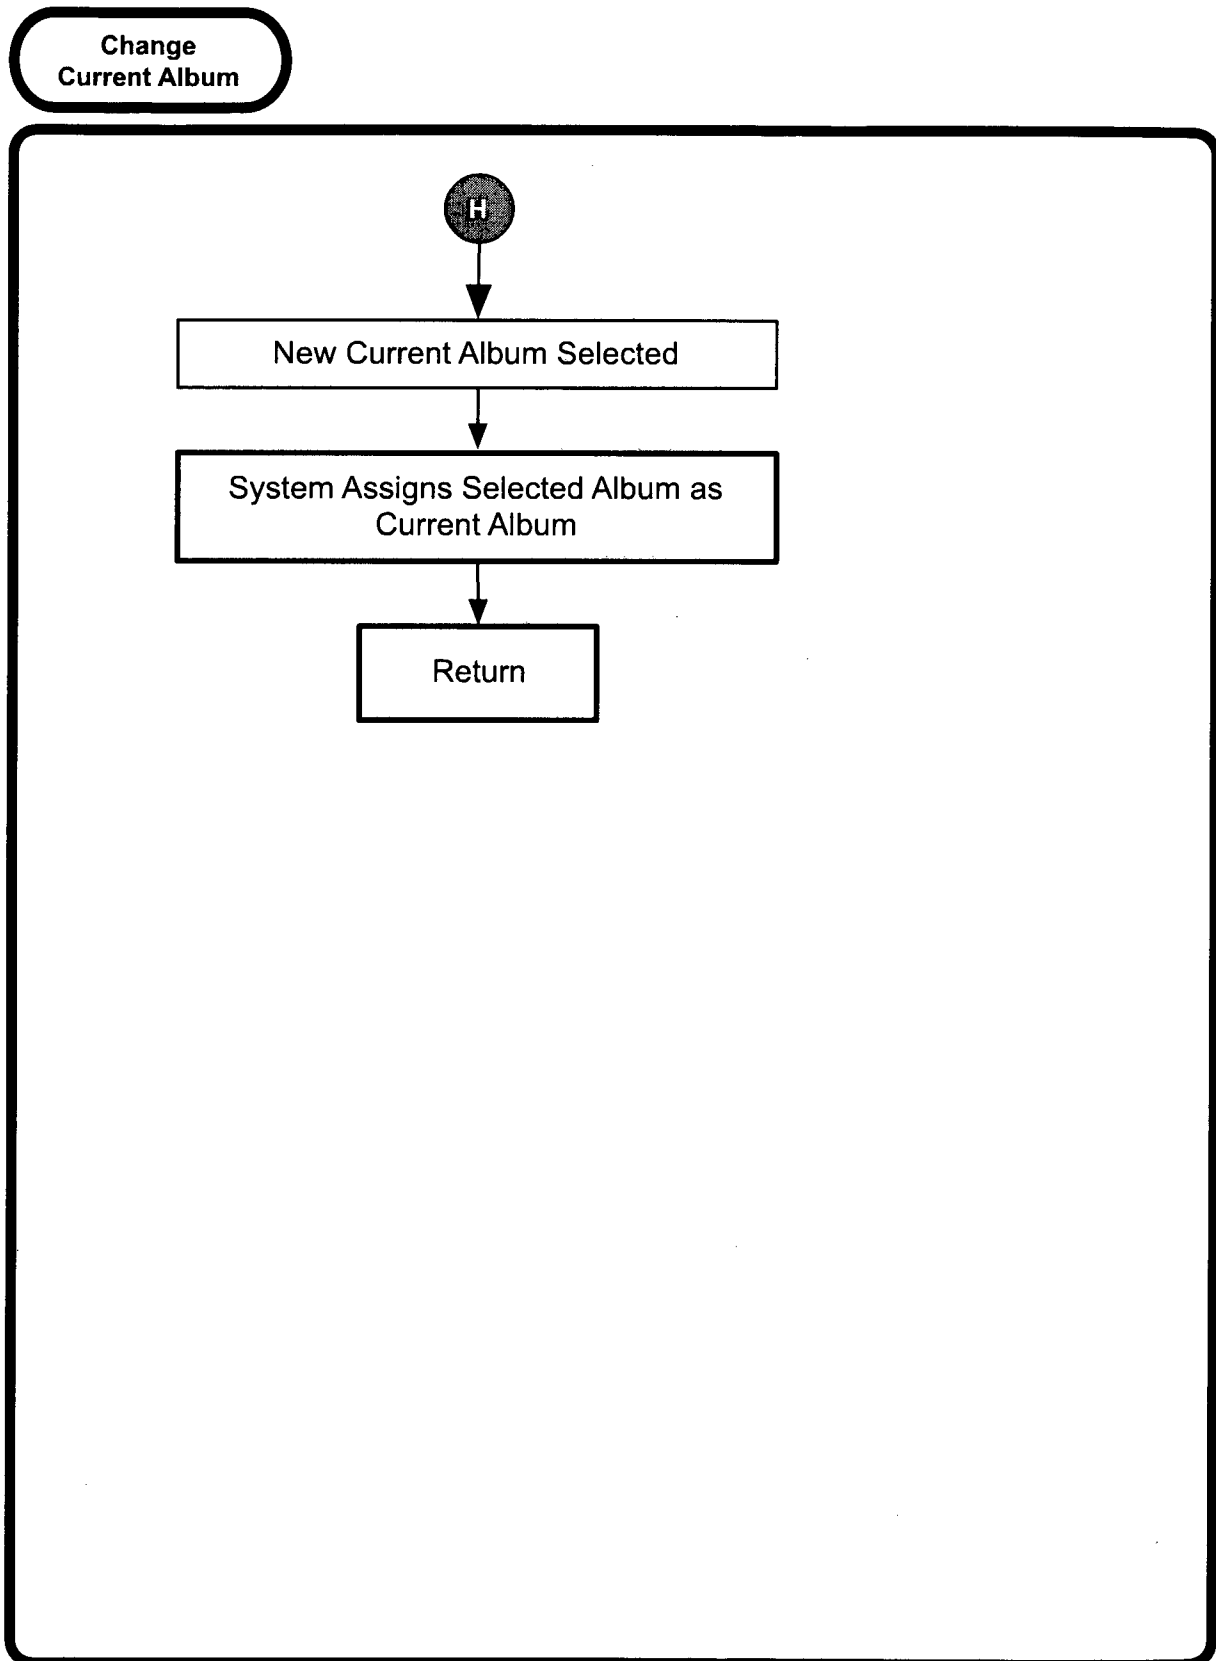 Change
Current Album
H
New Current Album Selected
System Assigns Selected Album as
Current Album
Return